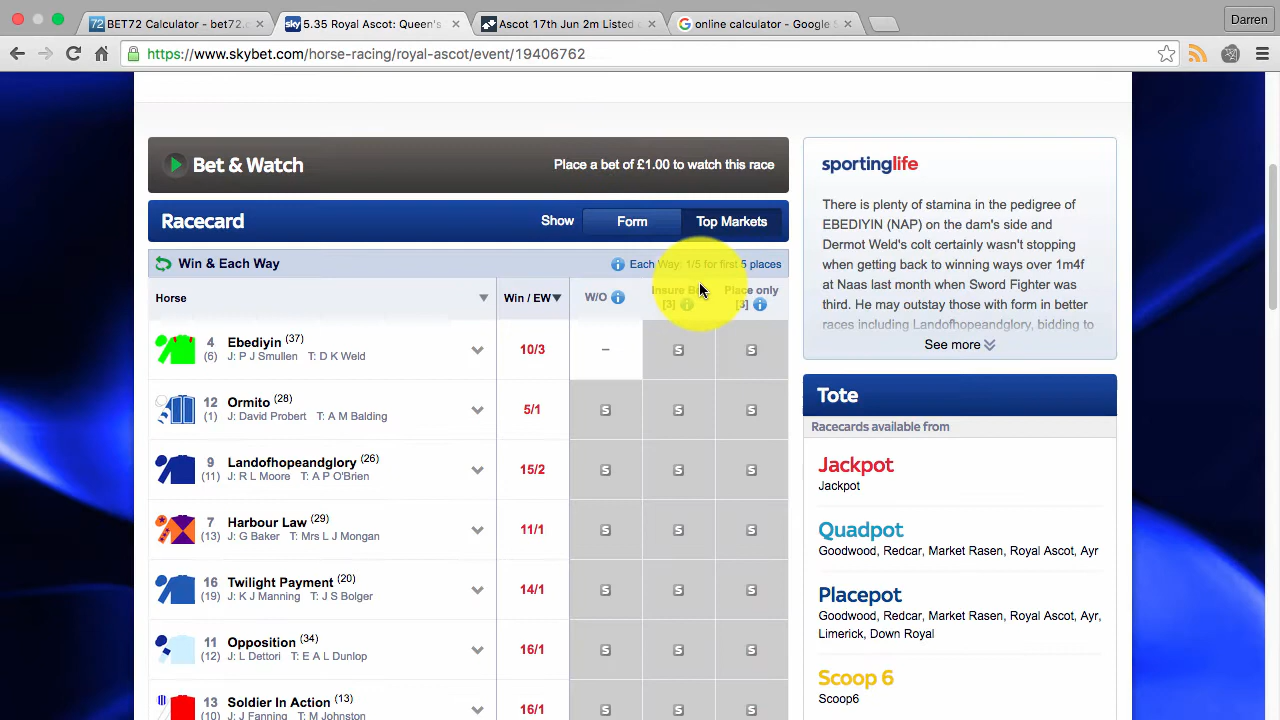 72 BET72 Calculator - bet72.c
sky 5.35 Royal Ascot: Queen's
Ascot 17th Jun 2m Listed
online calculator - Google S
Darren
https://www.skybet.com/horse-racing/royal-ascot/event/19406762
Bet & Watch
Place a bet of £1.00 to watch this race
Racecard
Show Form Top Markets
Win & Each Way
Each Way: 1/5 for first 5 places
Horse Win / EW W/O
Place only
[3] [3]
4 Ebediyin (37) 10/3 – S S
(6) J: P J Smullen T: D K Weld
12 Ormito (28) 5/1 S S S
(1) J: David Probert T: A M Balding
9 Landofhopeandglory (26) 15/2 S S S
(11) J: R L Moore T: A P O'Brien
7 Harbour Law (29) 11/1 S S S
(13) J: G Baker T: Mrs L J Mongan
16 Twilight Payment (20) 14/1 S S S
(19) J: K J Manning T: J S Bolger
11 Opposition (34) 16/1 S S S
(12) J: L Dettori T: E A L Dunlop
13 Soldier In Action (13) 16/1 S S S
(10) J: J Fanning T: M Johnston
sportinglife
There is plenty of stamina in the pedigree of
EBEDIYIN (NAP) on the dam's side and
Dermot Weld's colt certainly wasn't stopping
when getting back to winning ways over 1m4f
at Naas last month when Sword Fighter was
third. He may outstay those with form in better
races including Landofhopeandglory, bidding to
See more
Tote
Racecards available from
Jackpot
Jackpot
Quadpot
Goodwood, Redcar, Market Rasen, Royal Ascot, Ayr
Placepot
Goodwood, Redcar, Market Rasen, Royal Ascot, Ayr,
Limerick, Down Royal
Scoop 6
Scoop6